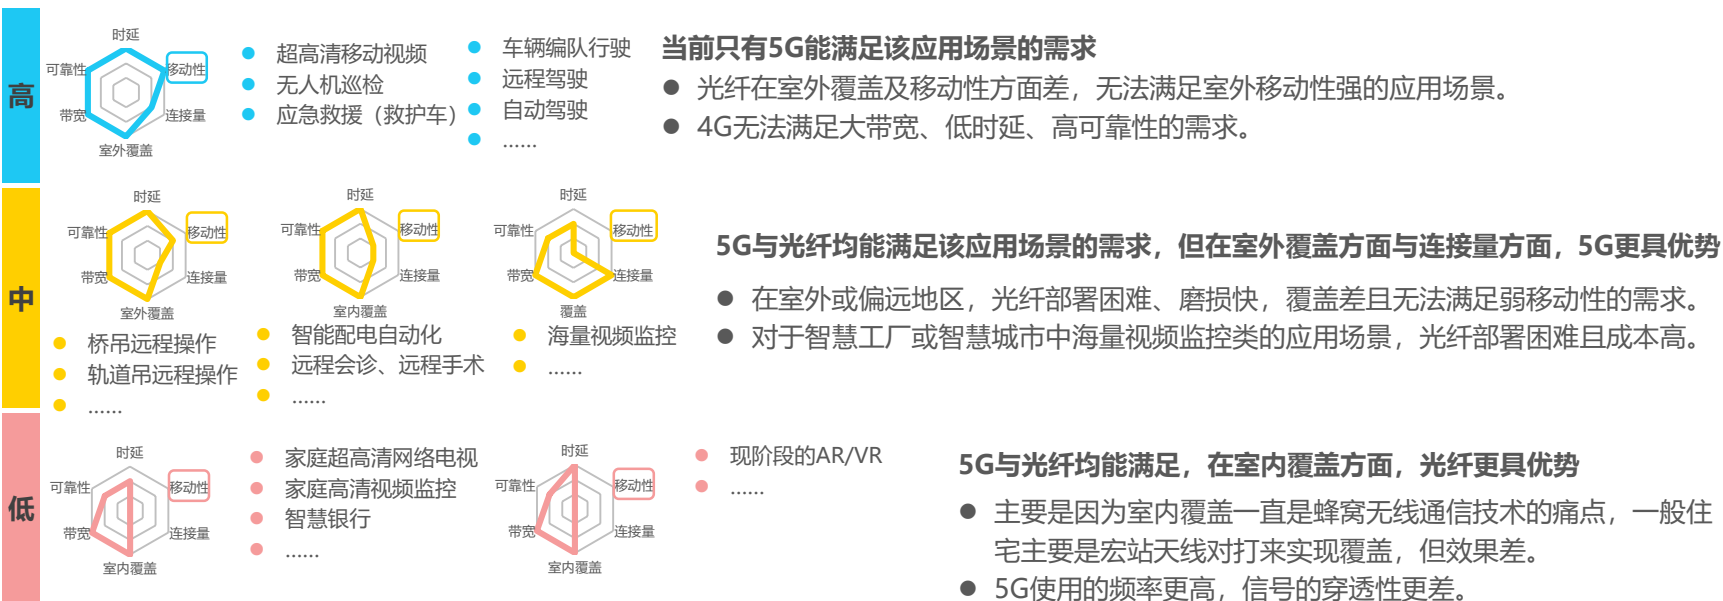 高
时延
可靠性
移动性
带宽
连接量
室外覆盖
● 超高清移动视频
● 无人机巡检
● 应急救援（救护车）
● 车辆编队行驶
● 远程驾驶
● 自动驾驶
● ……
当前只有5G能满足该应用场景的需求
● 光纤在室外覆盖及移动性方面差，无法满足室外移动性强的应用场景。
● 4G无法满足大带宽、低时延、高可靠性的需求。
中
时延
可靠性
移动性
带宽
连接量
室外覆盖
● 桥吊远程操作
● 轨道吊远程操作
● ……
时延
可靠性
移动性
带宽
连接量
室内覆盖
● 智能配电自动化
● 远程会诊、远程手术
● ……
时延
可靠性
移动性
带宽
连接量
覆盖
● 海量视频监控
● ……
5G与光纤均能满足该应用场景的需求，但在室外覆盖方面与连接量方面，5G更具优势
● 在室外或偏远地区，光纤部署困难、磨损快，覆盖差且无法满足弱移动性的需求。
● 对于智慧工厂或智慧城市中海量视频监控类的应用场景，光纤部署困难且成本高。
低
时延
可靠性
移动性
带宽
连接量
室内覆盖
● 家庭超高清网络电视
● 家庭高清视频监控
● 智慧银行
● ……
时延
可靠性
移动性
带宽
连接量
室内覆盖
● 现阶段的AR/VR
● ……
5G与光纤均能满足，在室内覆盖方面，光纤更具优势
● 主要是因为室内覆盖一直是蜂窝无线通信技术的痛点，一般住
宅主要是宏站天线对打来实现覆盖，但效果差。
● 5G使用的频率更高，信号的穿透性更差。